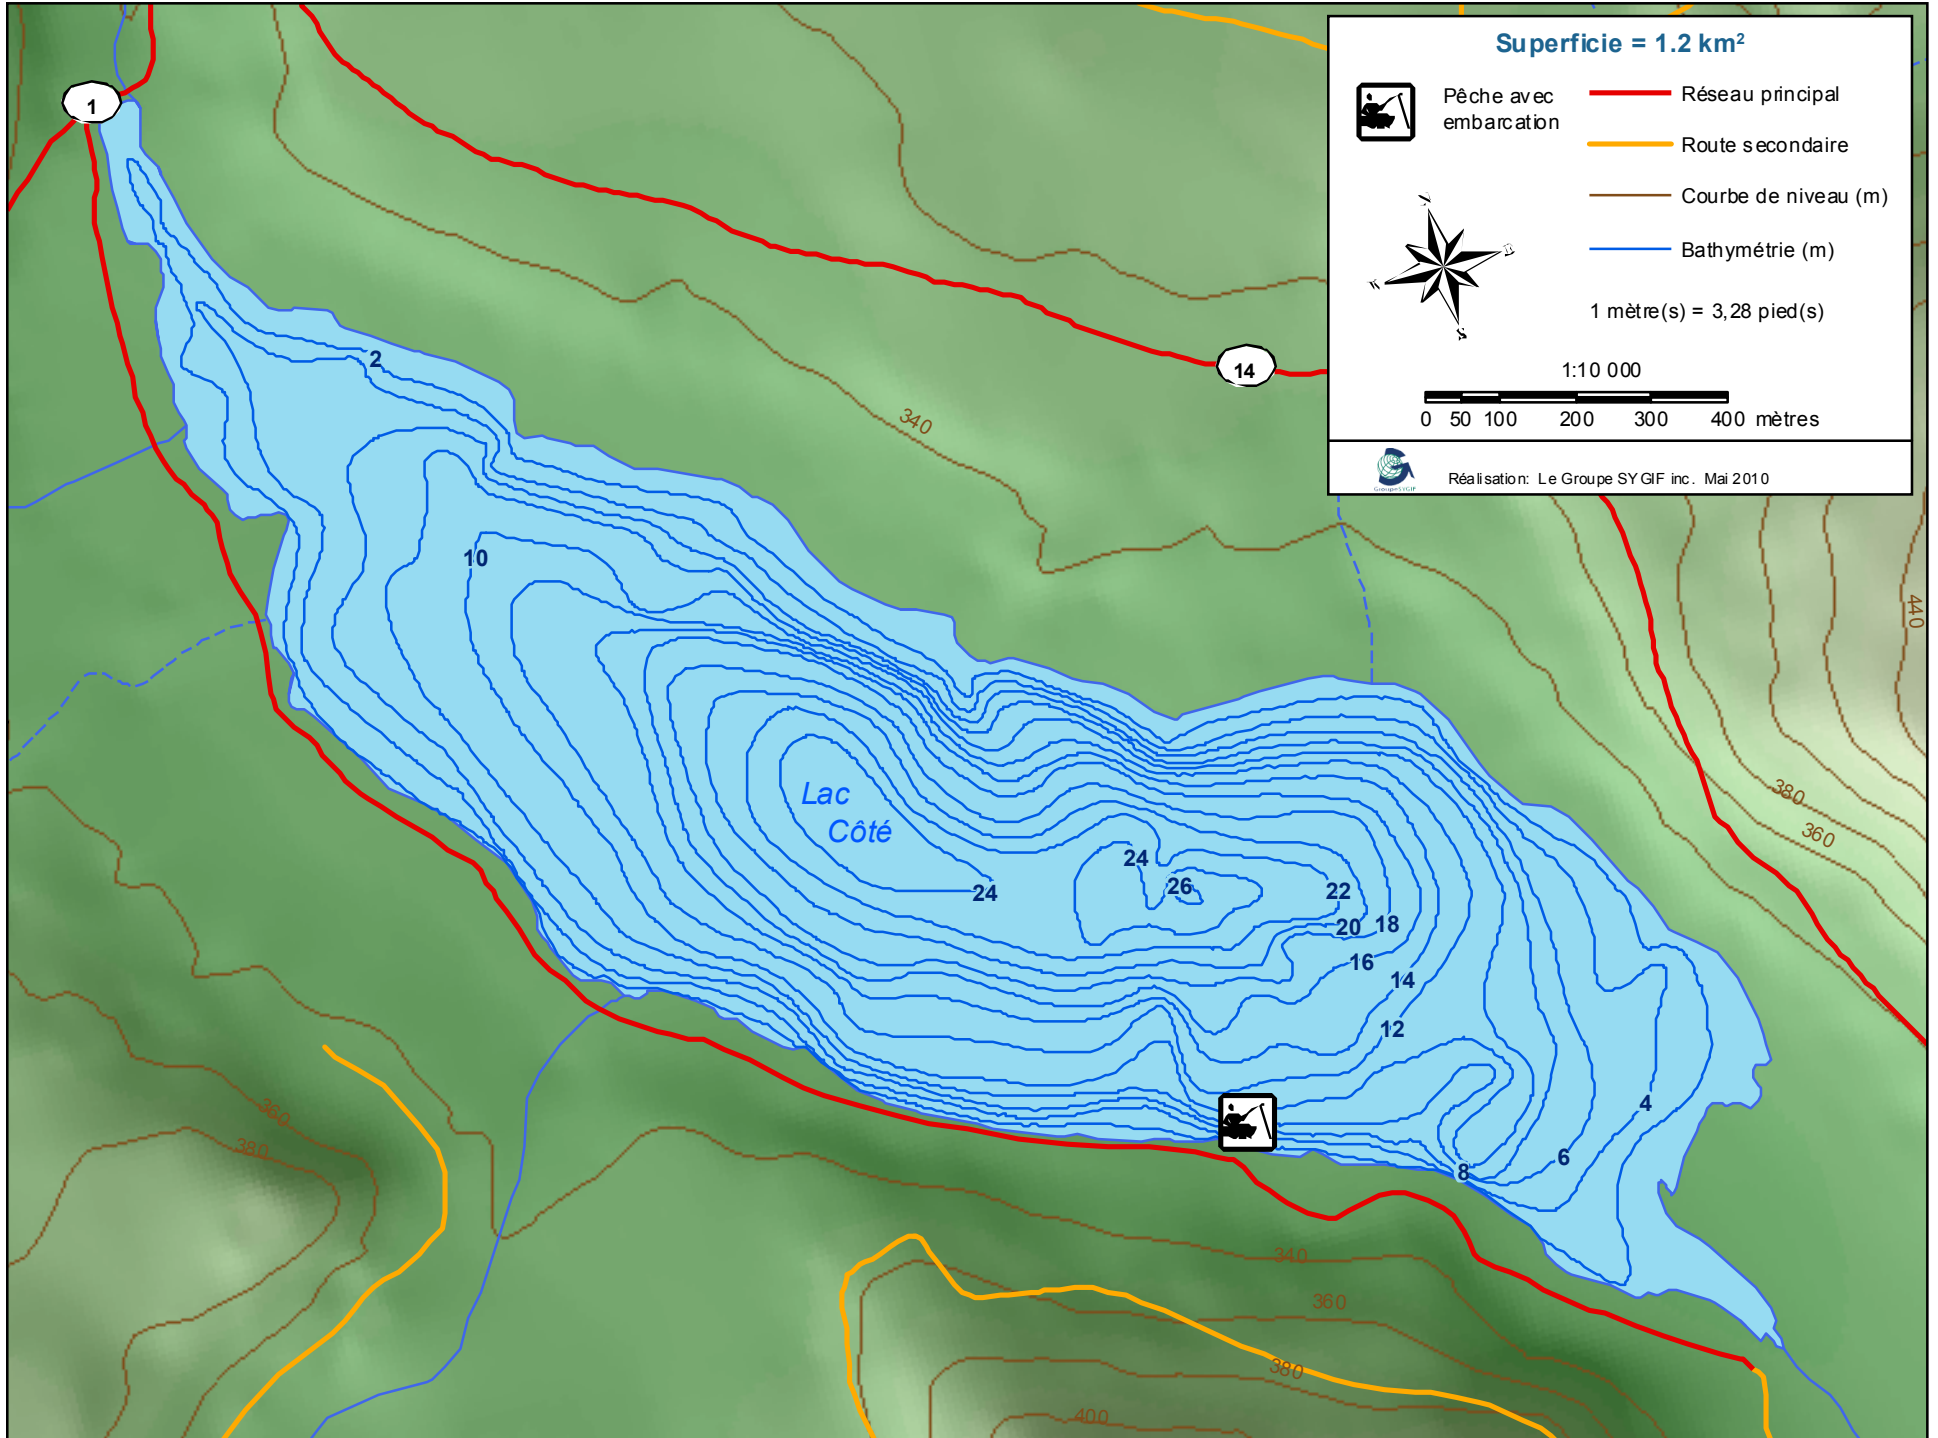 Superficie = 1.2 km²
Pêche avec
embarcation
Réseau principal
Route secondaire
Courbe de niveau (m)
Bathymétrie (m)
N
E
S
1 mètre(s) = 3,28 pied(s)
1:10 000
0 50 100 200 300 400 mètres
GroupeSYGIF
Réalisation: Le Groupe SYGIF inc. Mai 2010
1
14
2
340
10
440
380
360
Lac
Côté
24
24
26
22
20
18
16
14
12
4
6
8
360
380
340
360
380
400